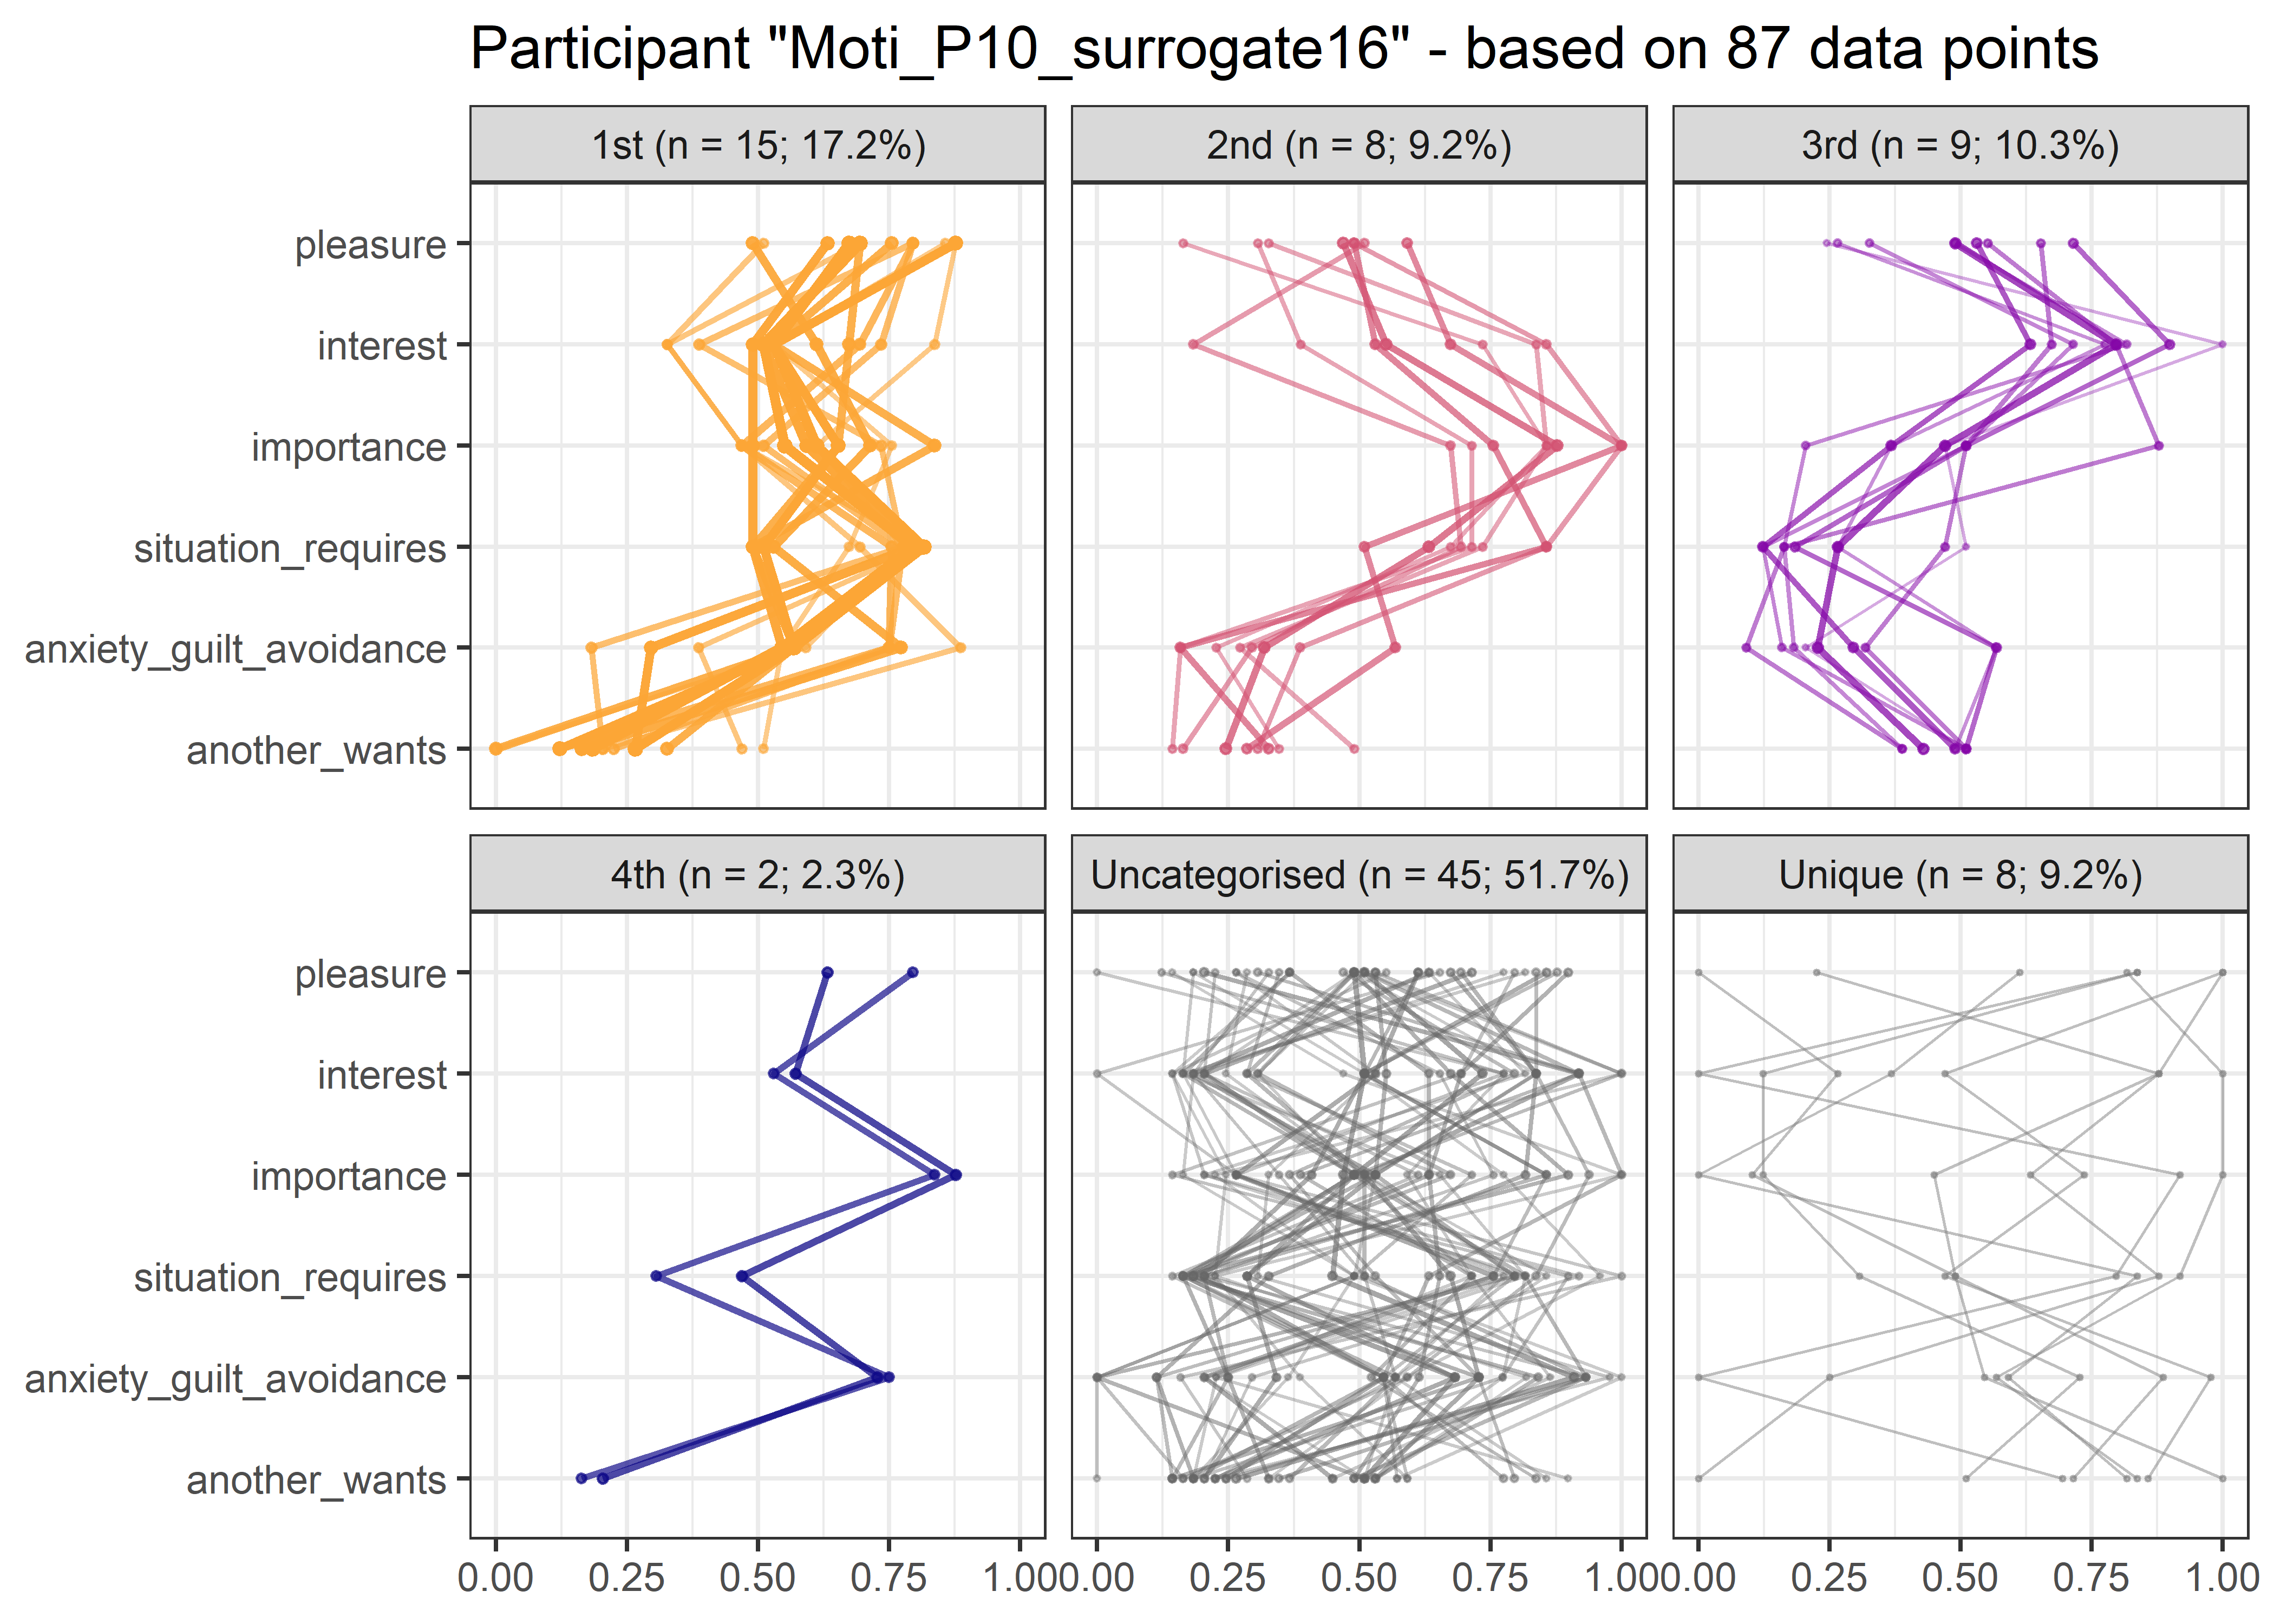 Participant "Moti_P10_surrogate16" - based on 87 data points
1st (n = 15; 17.2%)
2nd (n = 8; 9.2%)
3rd (n = 9; 10.3%)
pleasure
interest
importance
situation_requires
anxiety_guilt_avoidance
another_wants
4th (n = 2; 2.3%)
Uncategorised (n = 45; 51.7%)
Unique (n = 8; 9.2%)
pleasure
interest
importance
situation_requires
anxiety_guilt_avoidance
another_wants
0.00 0.25 0.50 0.75 1.00 0.00 0.25 0.50 0.75 1.00 0.00 0.25 0.50 0.75 1.00